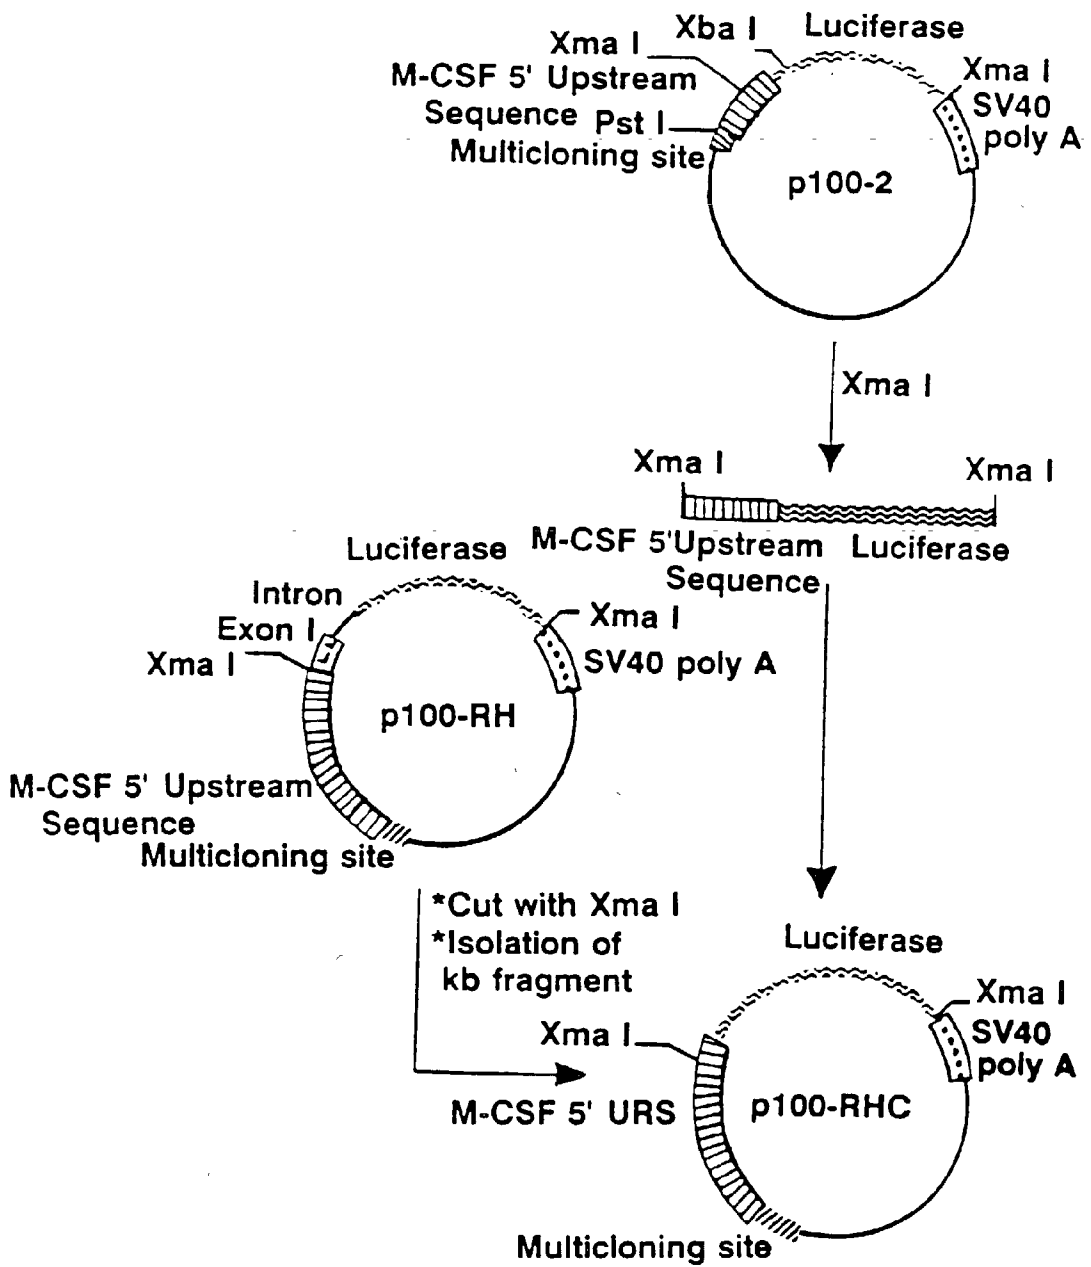 Xba I
Luciferase
Xma I
M-CSF 5' Upstream
Sequence
Pst I
Multicloning site
Xma I
SV40
poly A
p100-2
Xma I
Xma I
Xma I
M-CSF 5'Upstream
Sequence
Luciferase
Luciferase
Intron
Exon I
Xma I
Xma I
SV40 poly A
p100-RH
M-CSF 5' Upstream
Sequence
Multicloning site
*Cut with Xma I
*Isolation of
kb fragment
Luciferase
Xma I
Xma I
SV40
poly A
M-CSF 5' URS
p100-RHC
Multicloning site